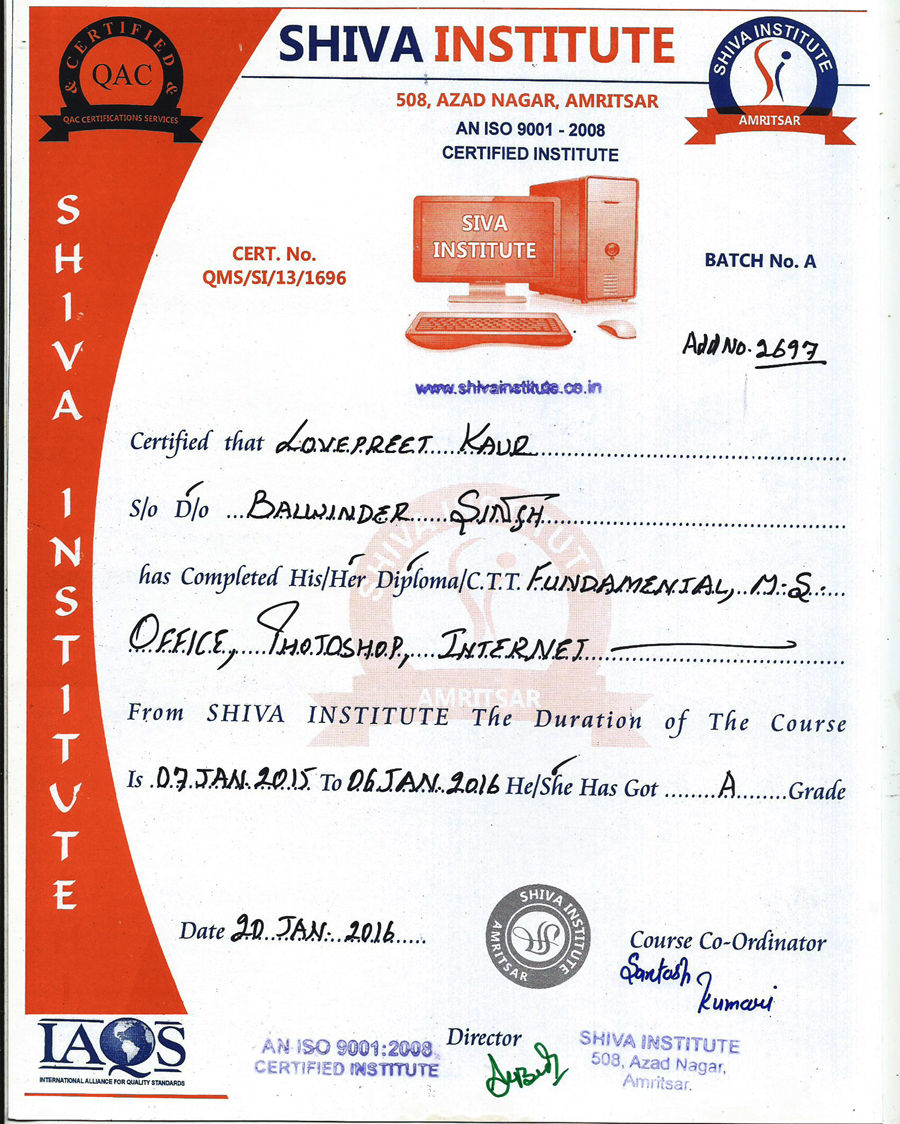 CERTIFIED
& &
QAC
QAC CERTIFICATIONS SERVICES
SHIVA INSTITUTE
SHIVA INSTITUTE
AMRITSAR
508, AZAD NAGAR, AMRITSAR
AN ISO 9001 - 2008
CERTIFIED INSTITUTE
SHIVA INSTITUTE
SIVA
INSTITUTE
CERT. No.
QMS/SI/13/1696
BATCH No. A
Add No. 2697
www.shivainstitute.co.in
Certified that LOVEPREET KAUR
S/o D/o BALWINDER SINGH
has Completed His/Her Diploma/C.T.T. FUNDAMENTAL, M.S.
OFFICE, PHOTOSHOP, INTERNET
SHIVA INSTITUTE
AMRITSAR
From SHIVA INSTITUTE The Duration of The Course
Is 07 JAN. 2015 To 06 JAN. 2016 He/She Has Got ........A........Grade
SHIVA INSTITUTE
AMRITSAR
Date 20 JAN. 2016
Course Co-Ordinator
Santosh
Kumari
IAQS
INTERNATIONAL ALLIANCE FOR QUALITY STANDARDS
AN ISO 9001:2008
CERTIFIED INSTITUTE
Director
SHIVA INSTITUTE
508, Azad Nagar,
Amritsar.